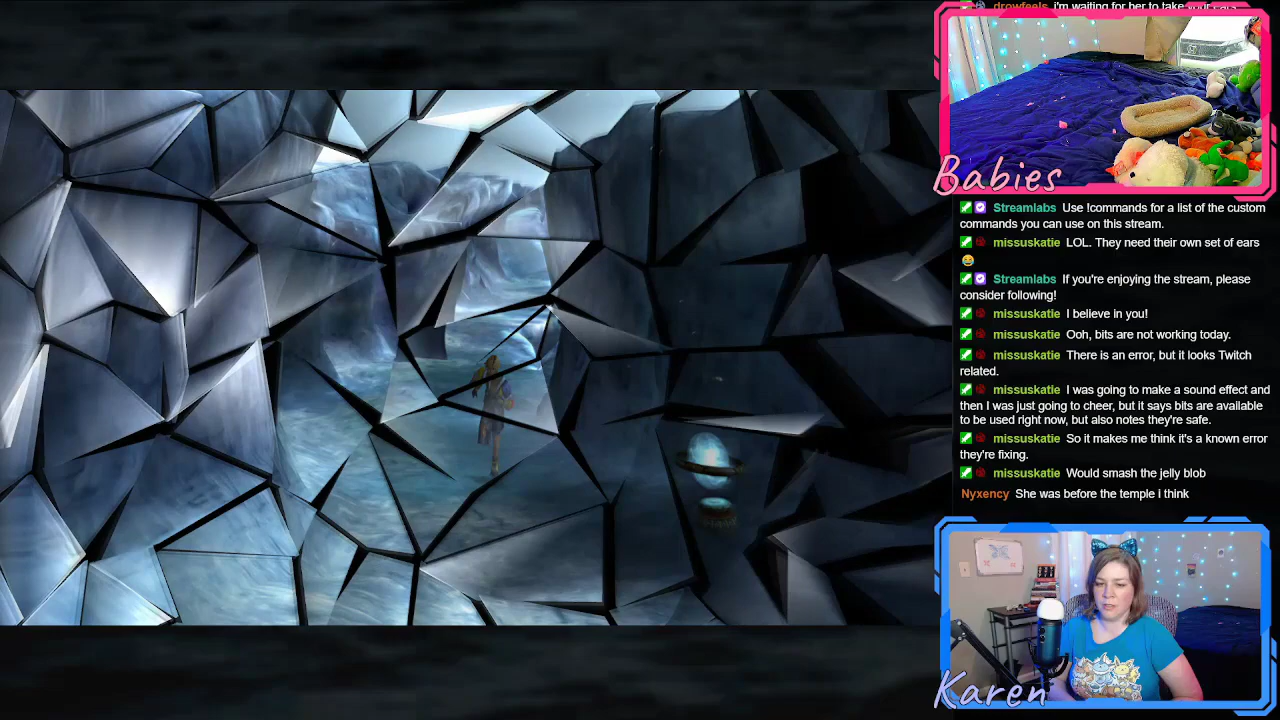 drowfeels i'm waiting for her to take your ears
Babies
Streamlabs Use !commands for a list of the custom
commands you can use on this stream.
missuskatie LOL. They need their own set of ears
😂
Streamlabs If you're enjoying the stream, please
consider following!
missuskatie I believe in you!
missuskatie Ooh, bits are not working today.
missuskatie There is an error, but it looks Twitch
related.
missuskatie I was going to make a sound effect and
then I was just going to cheer, but it says bits are available
to be used right now, but also notes they're safe.
missuskatie So it makes me think it's a known error
they're fixing.
missuskatie Would smash the jelly blob
Nyxency She was before the temple i think
Karen